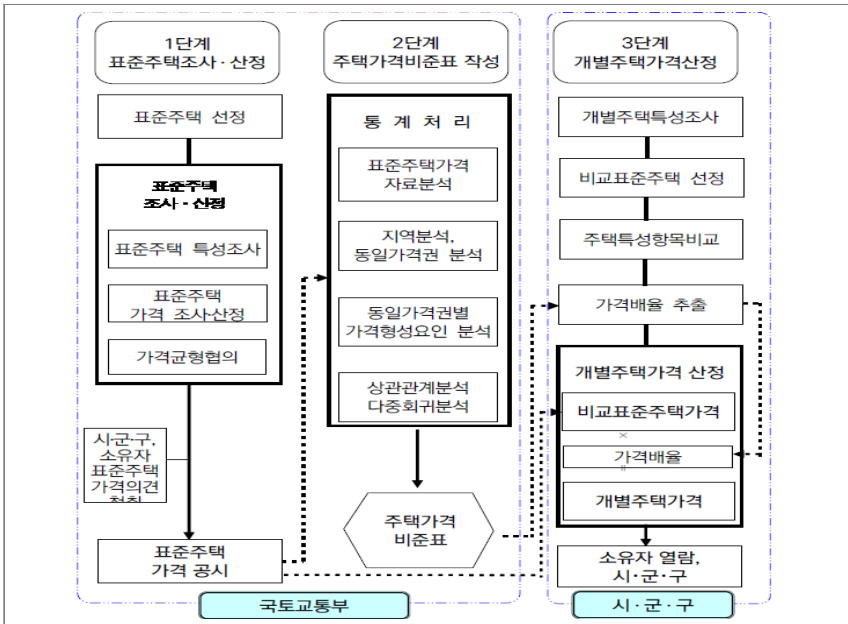 1단계
표준주택조사·산정
표준주택 선정
표준주택
조사·산정
표준주택 특성조사
표준주택
가격 조사·산정
가격균형협의
시·군·구,
소유자
표준주택
가격의견
표준주택
가격 공시
2단계
주택가격비준표 작성
통 계 처 리
표준주택가격
자료분석
지역분석,
동일가격권 분석
동일가격권별
가격형성요인 분석
상관관계분석
다중회귀분석
주택가격
비준표
국토교통부
3단계
개별주택가격산정
개별주택특성조사
비교표준주택 선정
주택특성항목비교
가격배율 추출
개별주택가격 산정
비교표준주택가격
×
가격배율
=
개별주택가격
소유자 열람,
시·군·구
시·군·구